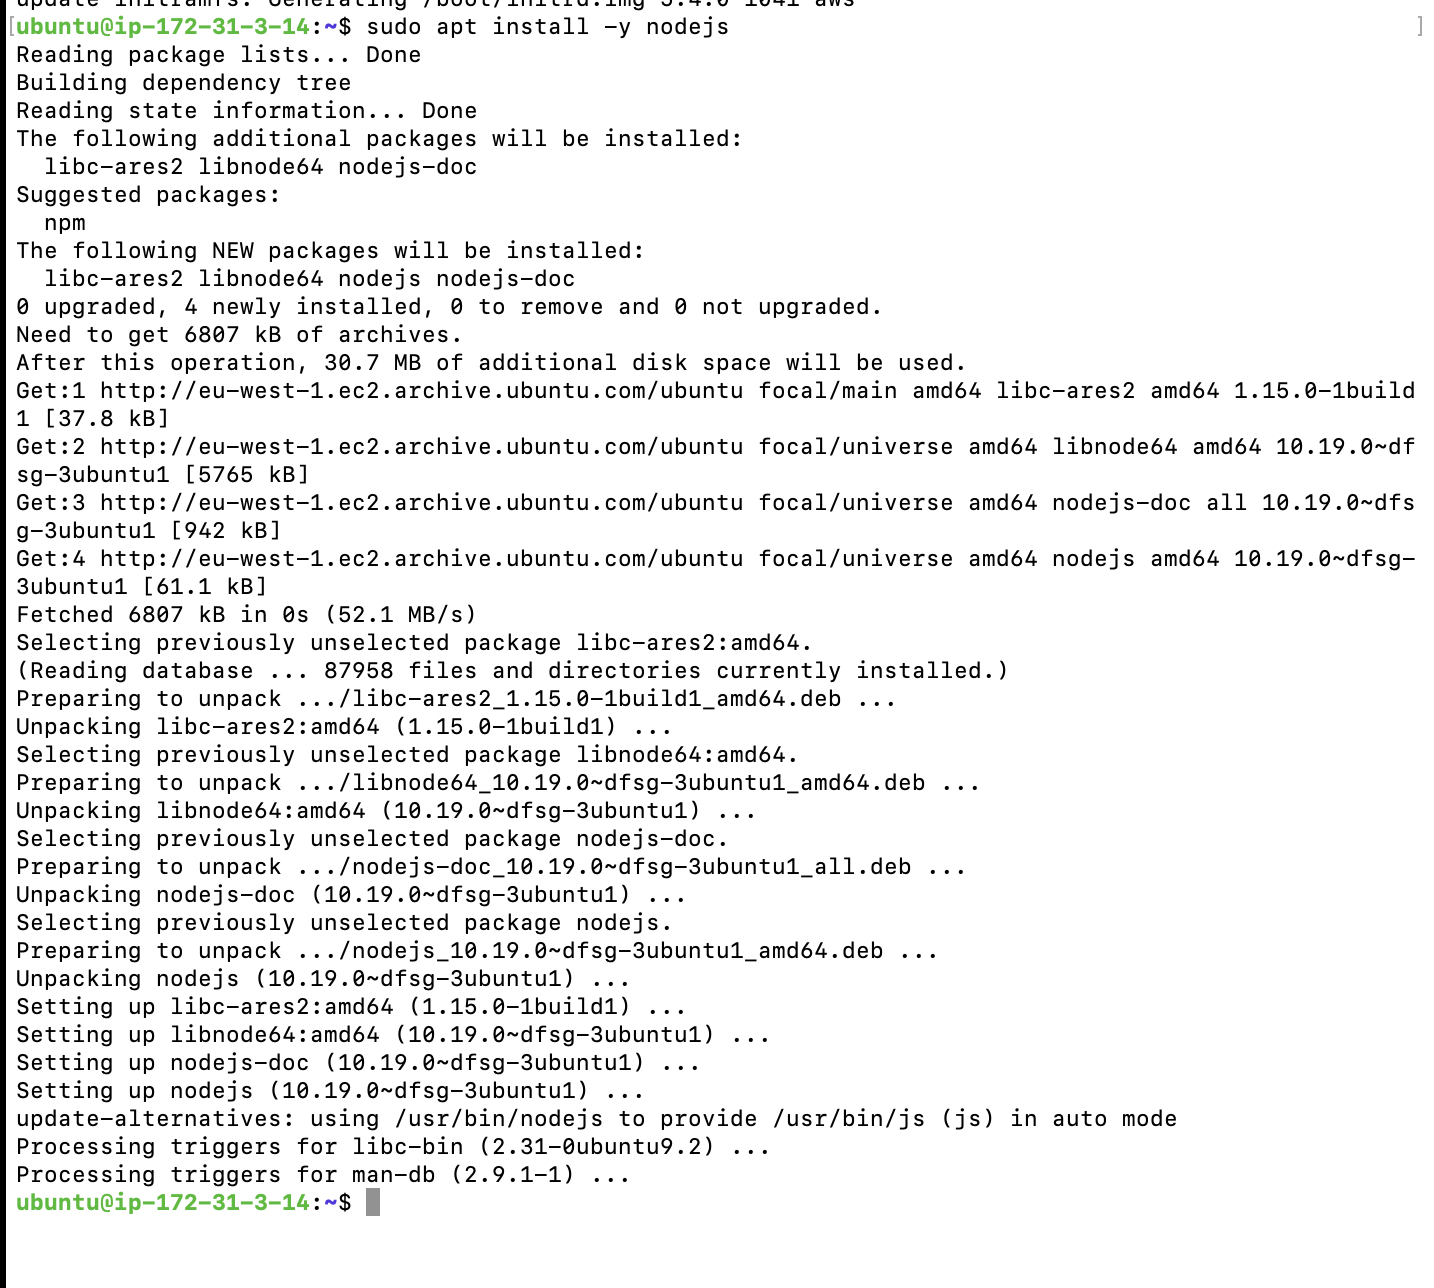 [ubuntu@ip-172-31-3-14:~$ sudo apt install -y nodejs ]
Reading package lists... Done
Building dependency tree
Reading state information... Done
The following additional packages will be installed:
  libc-ares2 libnode64 nodejs-doc
Suggested packages:
  npm
The following NEW packages will be installed:
  libc-ares2 libnode64 nodejs nodejs-doc
0 upgraded, 4 newly installed, 0 to remove and 0 not upgraded.
Need to get 6807 kB of archives.
After this operation, 30.7 MB of additional disk space will be used.
Get:1 http://eu-west-1.ec2.archive.ubuntu.com/ubuntu focal/main amd64 libc-ares2 amd64 1.15.0-1build
1 [37.8 kB]
Get:2 http://eu-west-1.ec2.archive.ubuntu.com/ubuntu focal/universe amd64 libnode64 amd64 10.19.0~df
sg-3ubuntu1 [5765 kB]
Get:3 http://eu-west-1.ec2.archive.ubuntu.com/ubuntu focal/universe amd64 nodejs-doc all 10.19.0~dfs
g-3ubuntu1 [942 kB]
Get:4 http://eu-west-1.ec2.archive.ubuntu.com/ubuntu focal/universe amd64 nodejs amd64 10.19.0~dfsg-
3ubuntu1 [61.1 kB]
Fetched 6807 kB in 0s (52.1 MB/s)
Selecting previously unselected package libc-ares2:amd64.
(Reading database ... 87958 files and directories currently installed.)
Preparing to unpack .../libc-ares2_1.15.0-1build1_amd64.deb ...
Unpacking libc-ares2:amd64 (1.15.0-1build1) ...
Selecting previously unselected package libnode64:amd64.
Preparing to unpack .../libnode64_10.19.0~dfsg-3ubuntu1_amd64.deb ...
Unpacking libnode64:amd64 (10.19.0~dfsg-3ubuntu1) ...
Selecting previously unselected package nodejs-doc.
Preparing to unpack .../nodejs-doc_10.19.0~dfsg-3ubuntu1_all.deb ...
Unpacking nodejs-doc (10.19.0~dfsg-3ubuntu1) ...
Selecting previously unselected package nodejs.
Preparing to unpack .../nodejs_10.19.0~dfsg-3ubuntu1_amd64.deb ...
Unpacking nodejs (10.19.0~dfsg-3ubuntu1) ...
Setting up libc-ares2:amd64 (1.15.0-1build1) ...
Setting up libnode64:amd64 (10.19.0~dfsg-3ubuntu1) ...
Setting up nodejs-doc (10.19.0~dfsg-3ubuntu1) ...
Setting up nodejs (10.19.0~dfsg-3ubuntu1) ...
update-alternatives: using /usr/bin/nodejs to provide /usr/bin/js (js) in auto mode
Processing triggers for libc-bin (2.31-0ubuntu9.2) ...
Processing triggers for man-db (2.9.1-1) ...
ubuntu@ip-172-31-3-14:~$